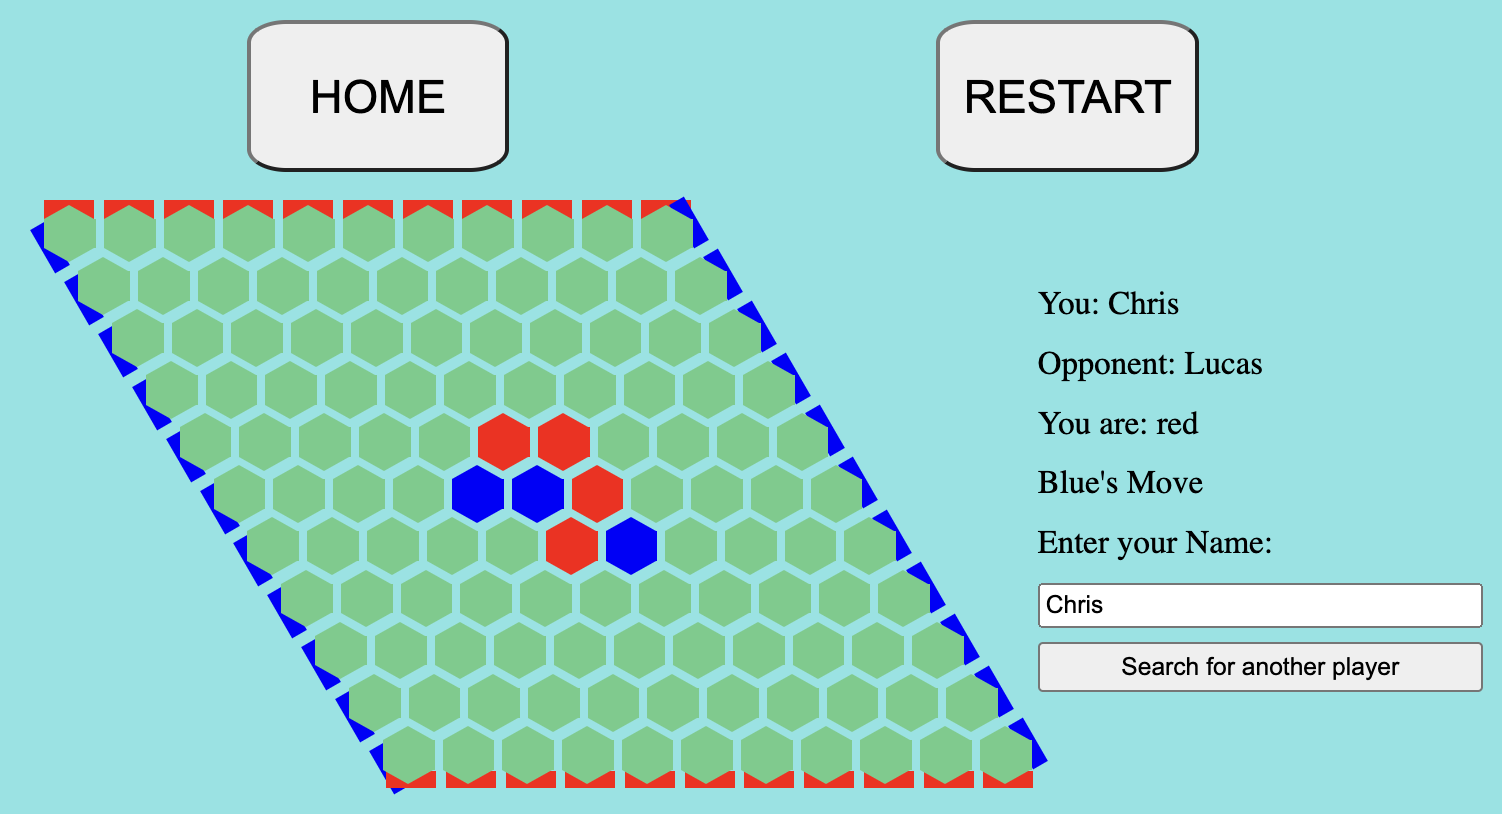 HOME
RESTART
You: Chris
Opponent: Lucas
You are: red
Blue's Move
Enter your Name:
Chris
Search for another player